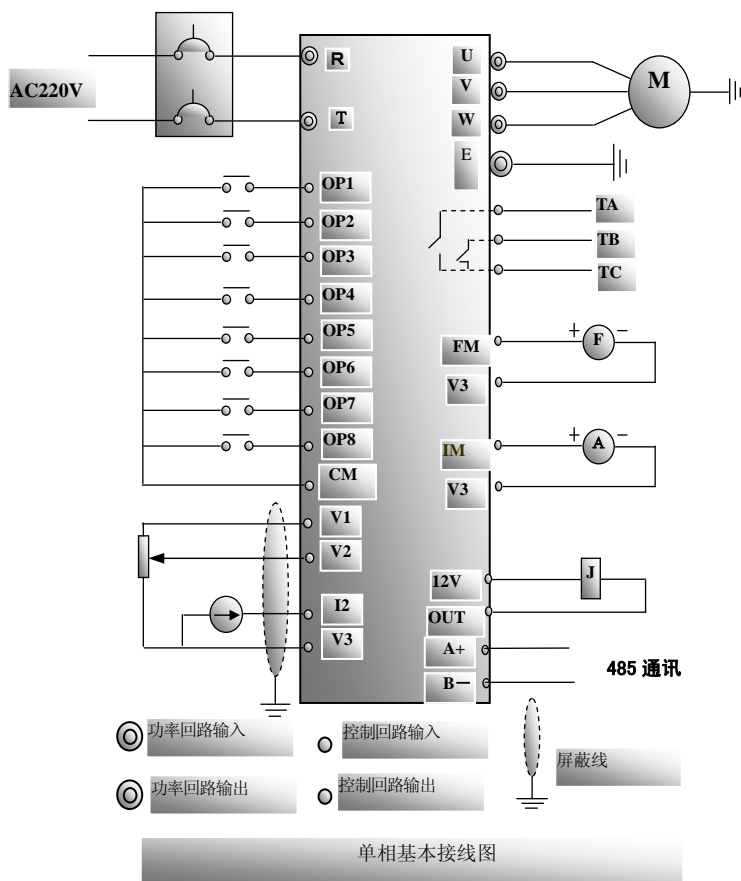 AC220V
R
T
OP1
OP2
OP3
OP4
OP5
OP6
OP7
OP8
CM
V1
V2
I2
V3
U
V
W
E
M
TA
TB
TC
FM
+ F −
V3
IM
+ A −
V3
12V
J
OUT
A+
B−
485 通讯
功率回路输入
控制回路输入
屏蔽线
功率回路输出
控制回路输出
单相基本接线图